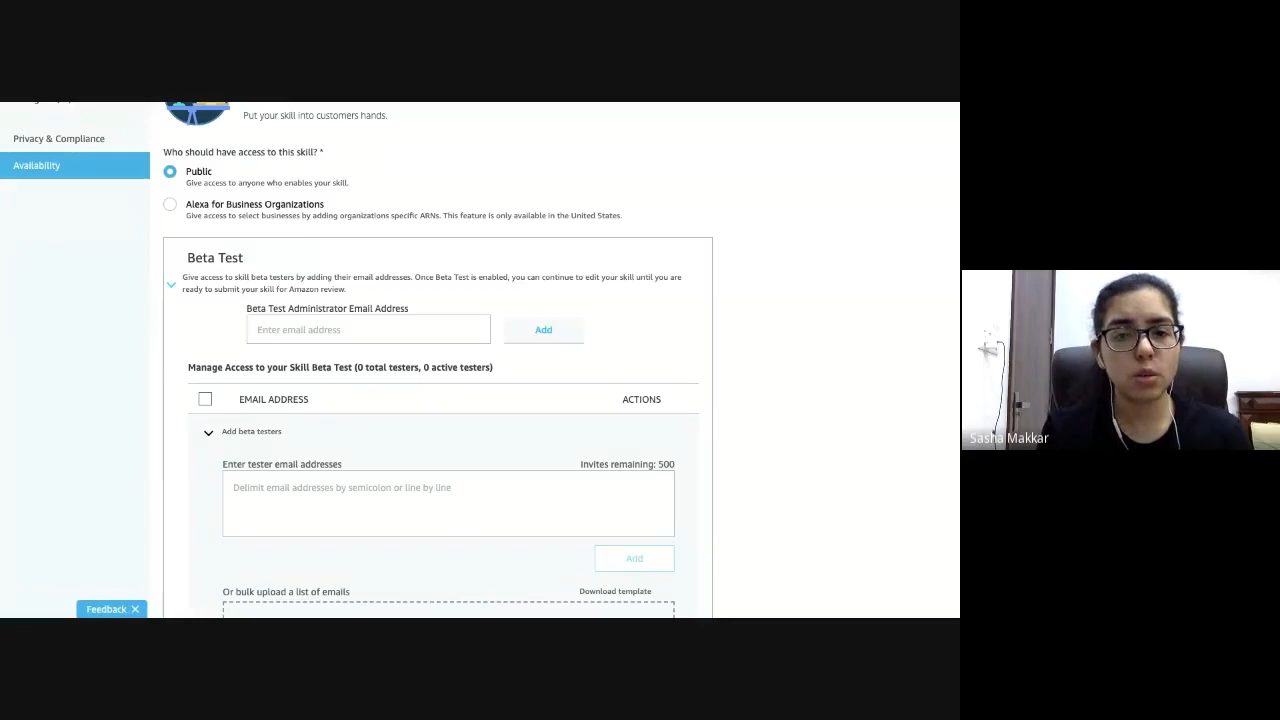 Put your skill into customers hands.
Privacy & Compliance
Availability
Who should have access to this skill? *
Public
Give access to anyone who enables your skill.
Alexa for Business Organizations
Give access to select businesses by adding organizations specific ARNs. This feature is only available in the United States.
Beta Test
Give access to skill beta testers by adding their email addresses. Once Beta Test is enabled, you can continue to edit your skill until you are
ready to submit your skill for Amazon review.
Beta Test Administrator Email Address
Enter email address
Add
Manage Access to your Skill Beta Test (0 total testers, 0 active testers)
EMAIL ADDRESS
ACTIONS
Add beta testers
Enter tester email addresses
Invites remaining: 500
Delimit email addresses by semicolon or line by line
Add
Or bulk upload a list of emails
Download template
Feedback
Sasha Makkar